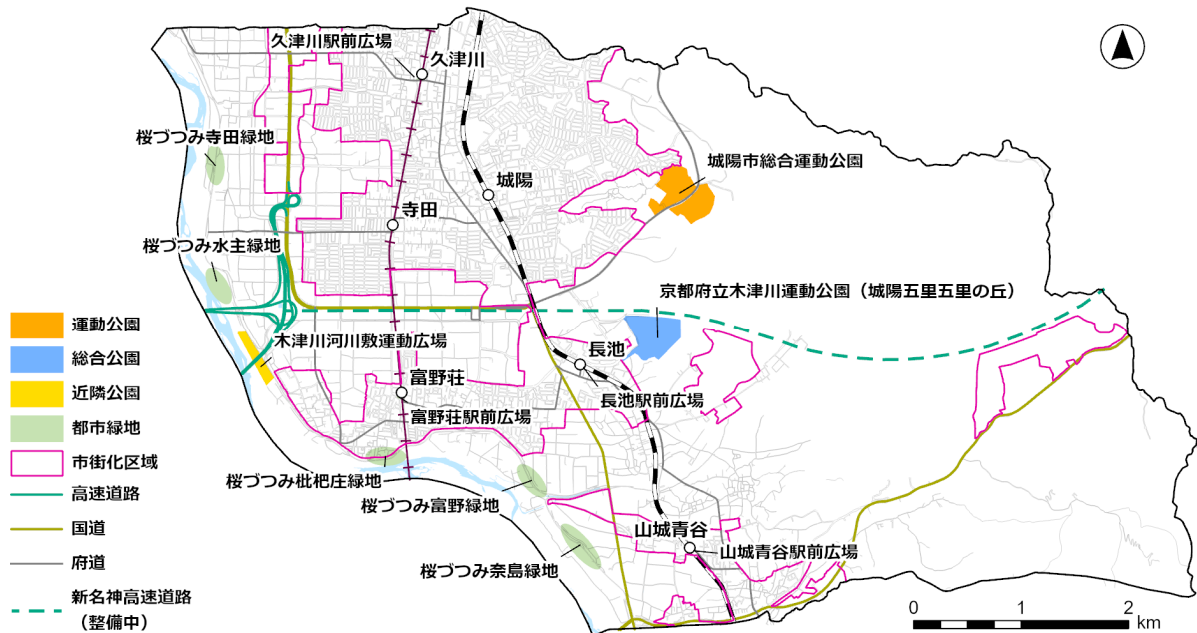 久津川駅前広場
久津川
桜づつみ寺田緑地
城陽市総合運動公園
城陽
寺田
桜づつみ水主緑地
京都府立木津川運動公園（城陽五里五里の丘）
木津川河川敷運動広場
長池
富野荘
長池駅前広場
富野荘駅前広場
桜づつみ枇杷庄緑地
桜づつみ富野緑地
山城青谷
山城青谷駅前広場
桜づつみ奈島緑地
運動公園
総合公園
近隣公園
都市緑地
市街化区域
高速道路
国道
府道
新名神高速道路
（整備中）
0 1 2
km